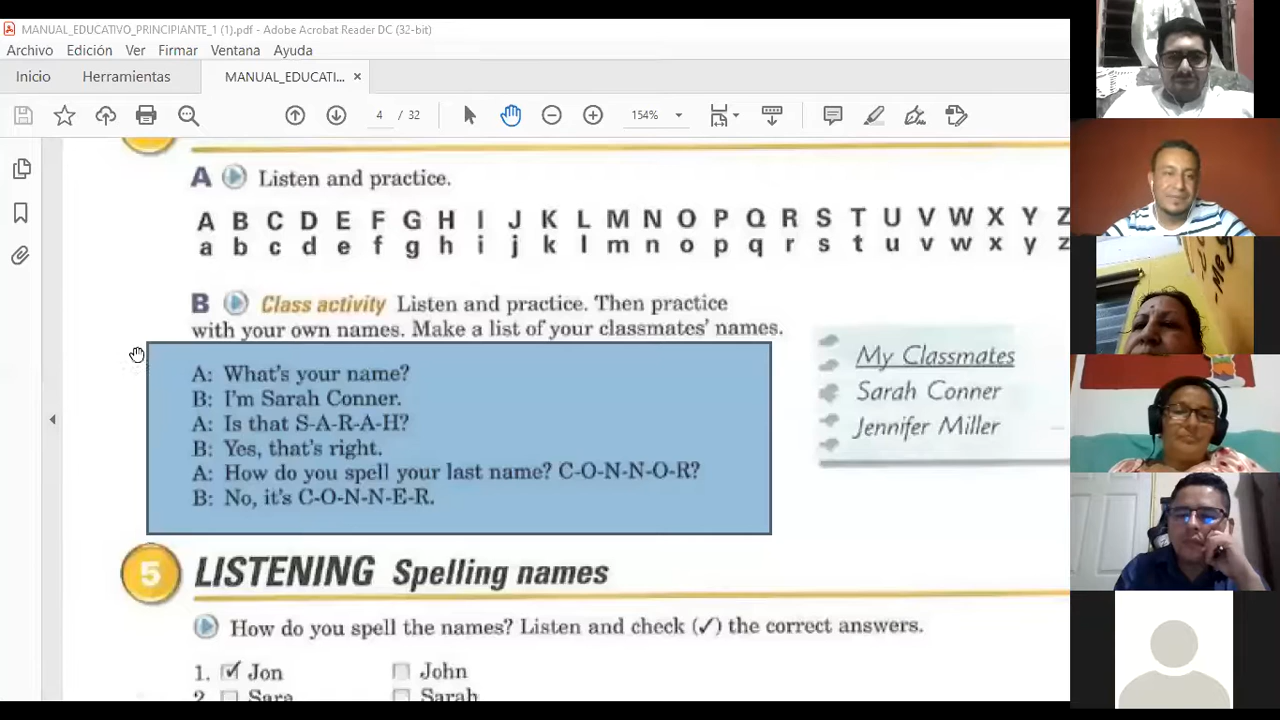 MANUAL_EDUCATIVO_PRINCIPIANTE_1 (1).pdf - Adobe Acrobat Reader DC (32-bit)
Archivo Edición Ver Firmar Ventana Ayuda
Inicio Herramientas MANUAL_EDUCATI... ×
4 / 32 154%
A Listen and practice.
A B C D E F G H I J K L M N O P Q R S T U V W X Y Z
a b c d e f g h i j k l m n o p q r s t u v w x y z
B Class activity Listen and practice. Then practice
with your own names. Make a list of your classmates' names.
A: What's your name?
B: I'm Sarah Conner.
A: Is that S-A-R-A-H?
B: Yes, that's right.
A: How do you spell your last name? C-O-N-N-O-R?
B: No, it's C-O-N-N-E-R.
My Classmates
Sarah Conner
Jennifer Miller
5 LISTENING Spelling names
How do you spell the names? Listen and check (✓) the correct answers.
1. ✓ Jon John
2. Sara Sarah